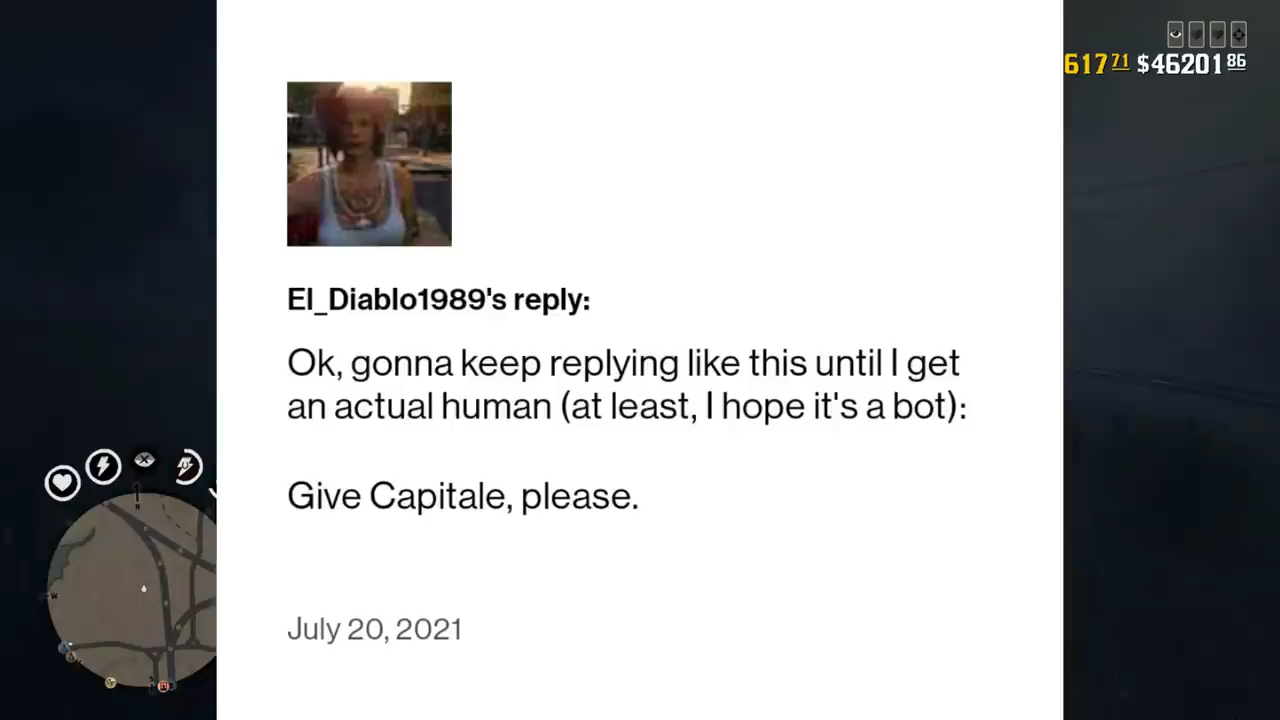 617 71 $46201 86
El_Diablo1989's reply:
Ok, gonna keep replying like this until I get
an actual human (at least, I hope it's a bot):
Give Capitale, please.
July 20, 2021
N
W